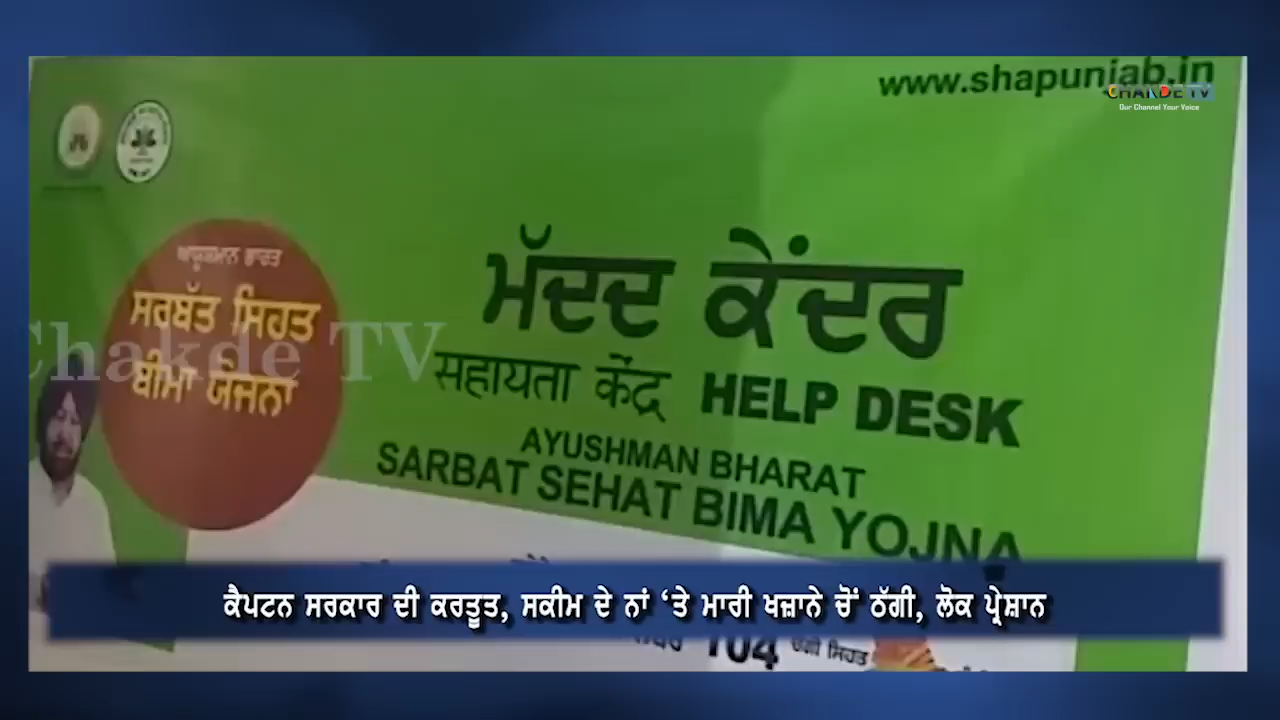 www.shapunjab.in
CHAKDE TV
Our Channel Your Voice
ਆਯੁਸ਼ਮਾਨ ਭਾਰਤ
ਸਰਬੱਤ ਸਿਹਤ
ਬੀਮਾ ਯੋਜਨਾ
Chakde TV
ਮੱਦਦ ਕੇਂਦਰ
सहायता केंद्र HELP DESK
AYUSHMAN BHARAT
SARBAT SEHAT BIMA YOJNA
ਕੈਪਟਨ ਸਰਕਾਰ ਦੀ ਕਰਤੂਤ, ਸਕੀਮ ਦੇ ਨਾਂ ‘ਤੇ ਮਾਰੀ ਖਜ਼ਾਨੇ ਚੋਂ ਠੱਗੀ, ਲੋਕ ਪ੍ਰੇਸ਼ਾਨ
104